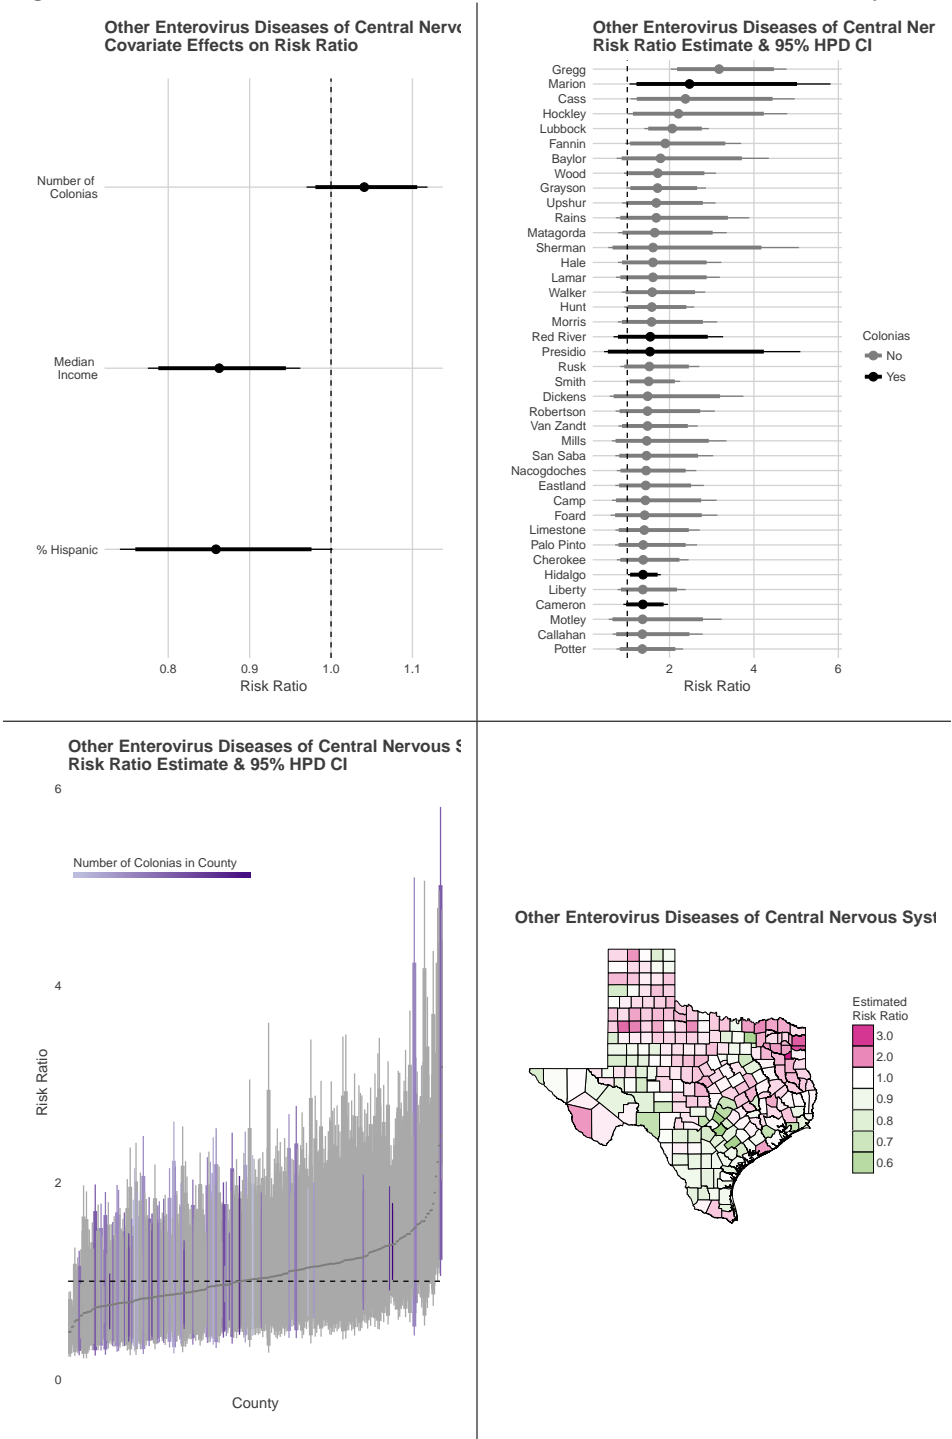 Other Enterovirus Diseases of Central Nerv
Covariate Effects on Risk Ratio
Number of
Colonias
Median
Income
% Hispanic
0.8
0.9
1.0
1.1
Risk Ratio
Other Enterovirus Diseases of Central Ner
Risk Ratio Estimate & 95% HPD CI
Gregg
Marion
Cass
Hockley
Lubbock
Fannin
Baylor
Wood
Grayson
Upshur
Rains
Matagorda
Sherman
Hale
Lamar
Walker
Hunt
Morris
Red River
Presidio
Rusk
Smith
Dickens
Robertson
Van Zandt
Mills
San Saba
Nacogdoches
Eastland
Camp
Foard
Limestone
Palo Pinto
Cherokee
Hidalgo
Liberty
Cameron
Motley
Callahan
Potter
2
4
6
Risk Ratio
Colonias
No
Yes
Other Enterovirus Diseases of Central Nervous
Risk Ratio Estimate & 95% HPD CI
6
4
2
0
Risk Ratio
Number of Colonias in County
County
Other Enterovirus Diseases of Central Nervous Syst
Estimated
Risk Ratio
3.0
2.0
1.0
0.9
0.8
0.7
0.6